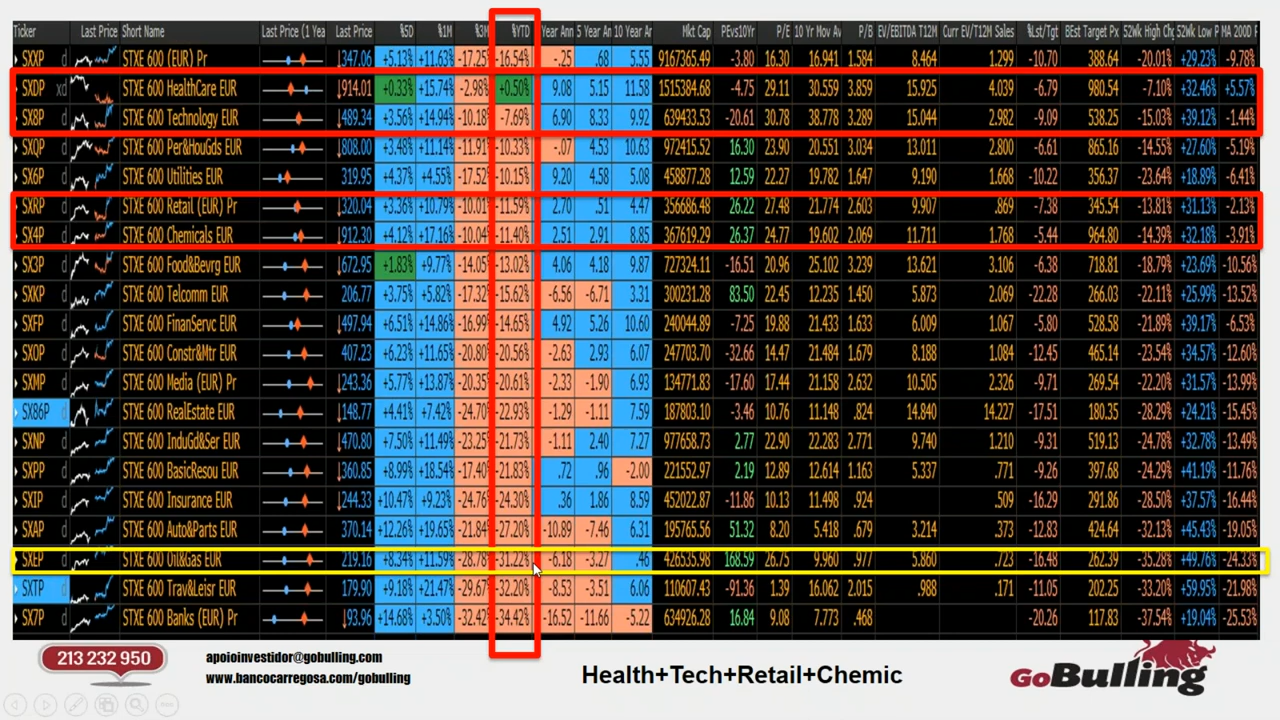 Ticker Last Price Short Name Last Price (1 Yea Last Price %5D %1M %3M %YTD Year Ann 5 Year An 10 Year Ar Mkt Cap PEvs10Yr P/E 10 Yr Mov Av P/B EV/EBITDA T12M Curr EV/T12M Sales %Lst/Tgt BEst Target Px 52Wk High Chg 52Wk Low P MA 200D
SXXP STXE 600 (EUR) Pr ↓347.06 +5.13% +11.63% -17.25% -16.54% -.25 .68 5.55 9167365.49 -3.80 16.30 16.941 1.584 8.464 1.299 -10.70 388.64 -20.01% +29.23% -9.78%
SXDP xd STXE 600 HealthCare EUR ↓914.01 +0.33% +15.74% -2.98% +0.50% 9.08 5.15 11.58 1515384.68 -4.75 29.11 30.559 3.859 15.925 4.039 -6.79 980.54 -7.10% +32.46% +5.57%
SX8P d STXE 600 Technology EUR ↓489.34 +3.56% +14.94% -10.18% -7.69% 6.90 8.33 9.92 639433.53 -20.61 30.78 38.778 3.289 15.044 2.982 -9.09 538.25 -15.03% +39.12% -1.44%
SXQP d STXE 600 Per&HouGds EUR ↓808.00 +3.48% +11.14% -11.91% -10.33% -.07 4.53 10.63 972415.52 16.30 23.90 20.551 3.034 13.011 2.800 -6.61 865.16 -14.55% +27.60% -5.19%
SX6P d STXE 600 Utilities EUR 319.95 +4.37% +4.55% -17.52% -10.15% 9.20 4.58 5.08 458877.28 12.59 22.27 19.782 1.647 9.190 1.668 -10.22 356.37 -23.64% +18.89% -6.41%
SXRP d STXE 600 Retail (EUR) Pr ↓320.04 +3.36% +10.79% -10.01% -11.59% 2.70 .51 4.47 356686.48 26.22 27.48 21.774 2.603 9.907 .869 -7.38 345.54 -13.81% +31.13% -2.13%
SX4P d STXE 600 Chemicals EUR ↓912.30 +4.12% +17.16% -10.04% -11.40% 2.51 2.91 8.85 367619.29 26.37 24.77 19.602 2.069 11.711 1.768 -5.44 964.80 -14.39% +32.18% -3.91%
SX3P d STXE 600 Food&Bevrg EUR ↓672.95 +1.83% +9.77% -14.05% -13.02% 4.06 4.18 9.87 727324.11 -16.51 20.96 25.102 3.239 13.621 3.106 -6.38 718.81 -18.79% +23.69% -10.56%
SXKP d STXE 600 Telcomm EUR 206.77 +3.75% +5.82% -17.32% -15.62% -6.56 -6.71 3.31 300231.28 83.50 22.45 12.235 1.450 5.873 2.069 -22.28 266.03 -22.11% +25.99% -13.52%
SXFP d STXE 600 FinanServc EUR ↓497.94 +6.51% +14.86% -16.99% -14.65% 4.92 5.26 10.60 240044.89 -7.25 19.88 21.433 1.633 6.009 1.067 -5.80 528.58 -21.89% +39.17% -6.53%
SXOP d STXE 600 Constr&Mtr EUR 407.23 +6.23% +11.65% -20.80% -20.56% -2.63 2.93 6.07 247703.70 -32.66 14.47 21.484 1.679 8.188 1.084 -12.45 465.14 -23.54% +34.57% -12.60%
SXMP d STXE 600 Media (EUR) Pr ↓243.36 +5.77% +13.87% -20.35% -20.61% -2.33 -1.90 6.93 134771.83 -17.60 17.44 21.158 2.632 10.505 2.326 -9.71 269.54 -22.20% +31.57% -13.99%
SX86P d STXE 600 RealEstate EUR ↓148.77 +4.41% +7.42% -24.70% -22.93% -1.29 -1.11 7.59 187803.10 -3.46 10.76 11.148 .824 14.840 14.227 -17.51 180.35 -28.29% +24.21% -15.45%
SXNP d STXE 600 InduGd&Ser EUR ↓470.80 +7.50% +11.49% -23.25% -21.73% -1.11 2.40 7.27 977658.73 2.77 22.90 22.283 2.771 9.740 1.210 -9.31 519.13 -24.78% +32.78% -13.49%
SXPP d STXE 600 BasicResou EUR ↓360.85 +8.99% +18.54% -17.40% -21.83% .72 .96 -2.00 221552.97 2.19 12.89 12.614 1.163 5.337 .771 -9.26 397.68 -24.80% +41.19% -11.76%
SXIP d STXE 600 Insurance EUR ↓244.33 +10.47% +9.23% -24.76% -24.30% .36 1.86 8.59 452022.87 -11.86 10.13 11.498 .924 .509 -16.29 291.86 -28.50% +37.57% -16.44%
SXAP d STXE 600 Auto&Parts EUR 370.14 +12.26% +19.65% -21.84% -27.20% -10.89 -7.46 6.31 195765.56 51.32 8.20 5.418 .679 3.214 .373 -12.83 424.64 -32.13% +45.43% -19.05%
SXEP d STXE 600 Oil&Gas EUR 219.16 +8.34% +11.59% -28.78% -31.22% -6.18 -3.27 .46 426535.98 168.59 26.75 9.960 .977 5.860 .723 -16.48 262.39 -35.28% +49.76% -24.33%
SXTP d STXE 600 Trav&Leisr EUR 179.90 +9.18% +21.47% -29.67% -32.20% -8.53 -3.51 6.06 110607.43 -91.36 1.39 16.062 2.015 .988 .171 -11.05 202.25 -33.20% +59.95% -21.98%
SX7P d STXE 600 Banks (EUR) Pr ↓93.96 +14.68% +3.50% -32.42% -34.42% -16.52 -11.66 -5.22 634926.28 16.84 9.08 7.773 .468 -20.26 117.83 -37.54% +19.04% -25.53%
213 232 950
apoioinvestidor@gobulling.com
www.bancocarregosa.com/gobulling
Health+Tech+Retail+Chemic
GoBulling